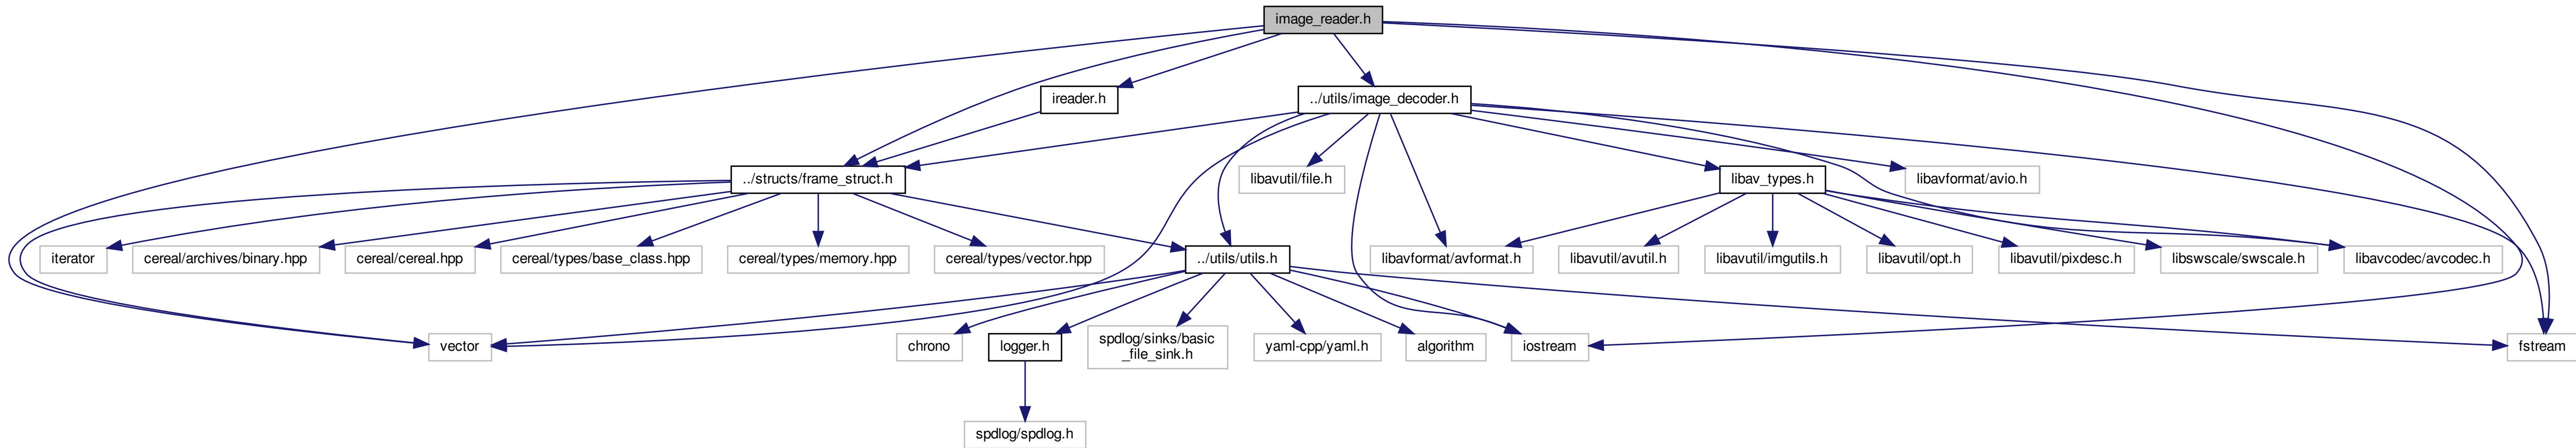 image_reader.h
ireader.h
../utils/image_decoder.h
../structs/frame_struct.h
libavutil/file.h
libav_types.h
libavformat/avio.h
iterator
cereal/archives/binary.hpp
cereal/cereal.hpp
cereal/types/base_class.hpp
cereal/types/memory.hpp
cereal/types/vector.hpp
../utils/utils.h
libavformat/avformat.h
libavutil/avutil.h
libavutil/imgutils.h
libavutil/opt.h
libavutil/pixdesc.h
libswscale/swscale.h
libavcodec/avcodec.h
vector
chrono
logger.h
spdlog/sinks/basic
_file_sink.h
yaml-cpp/yaml.h
algorithm
iostream
fstream
spdlog/spdlog.h